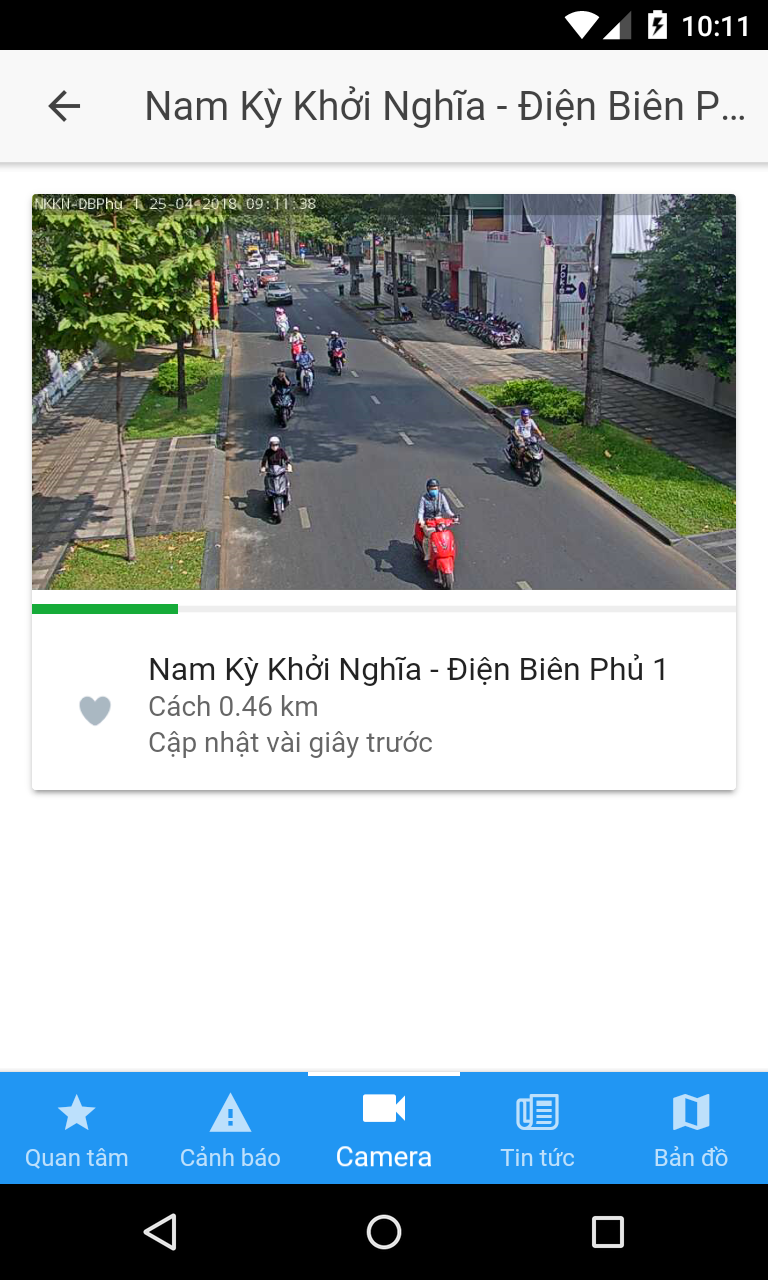 10:11
Nam Kỳ Khởi Nghĩa - Điện Biên P...
NKKN-DBPhu 1 25-04-2018 09:11:38
Nam Kỳ Khởi Nghĩa - Điện Biên Phủ 1
Cách 0.46 km
Cập nhật vài giây trước
Quan tâm
Cảnh báo
Camera
Tin tức
Bản đồ